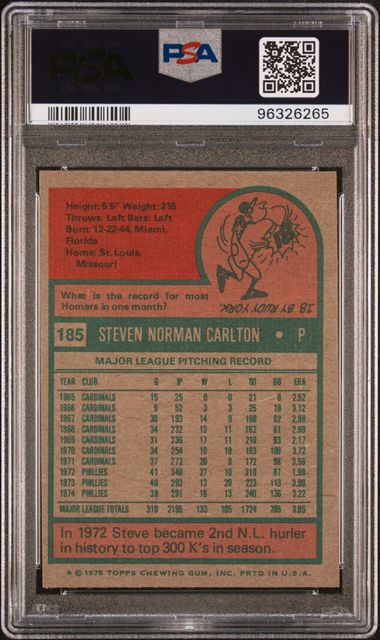 PSA
PSA
96326265
Height: 6'5" Weight: 215
Throws: Left Bats: Left
Born: 12-22-44, Miami,
Florida
Home: St. Louis,
Missouri
What is the record for most
Homers in one month?
18 BY RUDY YORK.
185 STEVEN NORMAN CARLTON • P
MAJOR LEAGUE PITCHING RECORD
YEAR CLUB G IP W L SO BB ERA
1965 CARDINALS 15 25 0 0 21 8 2.52
1966 CARDINALS 9 52 3 3 25 18 3.12
1967 CARDINALS 30 193 14 9 168 62 2.98
1968 CARDINALS 34 232 13 11 162 61 2.99
1969 CARDINALS 31 236 17 11 210 93 2.17
1970 CARDINALS 34 254 10 19 193 109 3.72
1971 CARDINALS 37 273 20 9 172 98 3.56
1972 PHILLIES 41 346 27 10 310 87 1.98
1973 PHILLIES 40 293 13 20 223 113 3.90
1974 PHILLIES 39 291 16 13 240 136 3.22
MAJOR LEAGUE TOTALS 310 2195 133 105 1724 785 3.05
In 1972 Steve became 2nd N.L. hurler
in history to top 300 K's in season.
★ © 1975 TOPPS CHEWING GUM, INC. PRTD IN U.S.A.